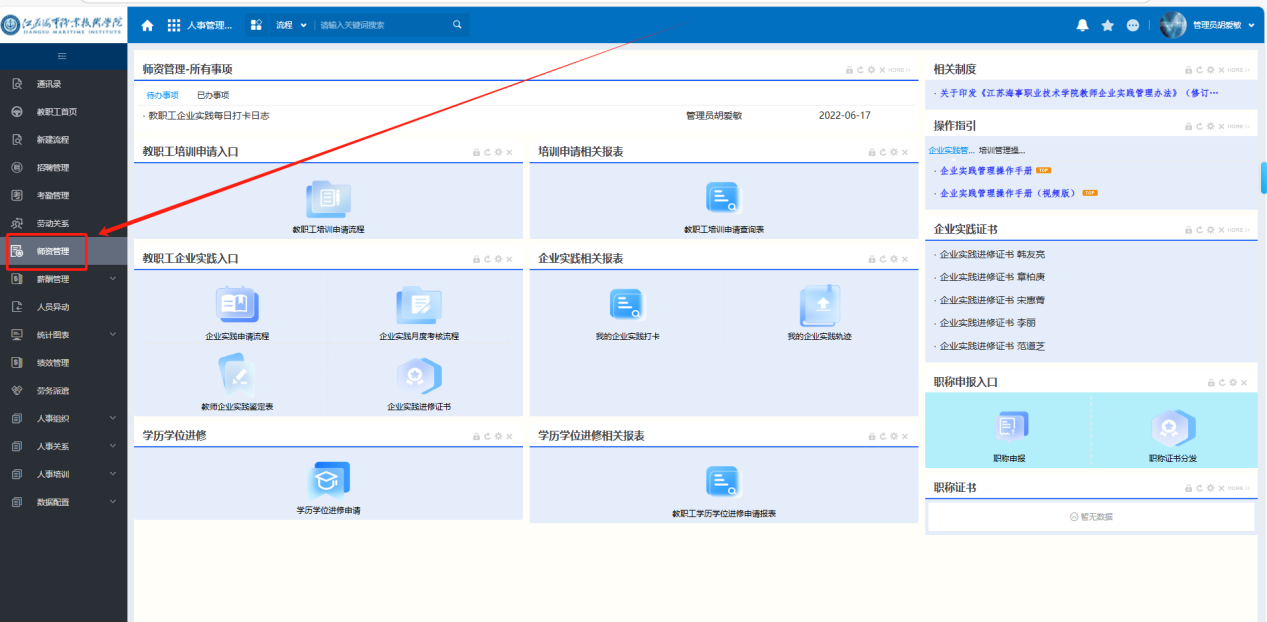 江苏海事职业技术学院
JIANGSU MARITIME INSTITUTE
人事管理...
流程
请输入关键词搜索
管理员胡爱敏
通讯录
教职工首页
新建流程
招聘管理
考勤管理
劳动关系
师资管理
薪酬管理
人员异动
统计图表
绩效管理
劳务派遣
人事组织
人事关系
人事培训
数据配置
师资管理-所有事项
MORE >>
待办事项 已办事项
· 教职工企业实践每日打卡日志 管理员胡爱敏 2022-06-17
教职工培训申请入口
教职工培训申请流程
培训申请相关报表
教职工培训申请查询表
教职工企业实践入口
企业实践申请流程 企业实践月度考核流程
教师企业实践鉴定表 企业实践进修证书
企业实践相关报表
我的企业实践打卡 我的企业实践轨迹
学历学位进修
学历学位进修申请
学历学位进修相关报表
教职工学历学位进修申请报表
相关制度
MORE >>
· 关于印发《江苏海事职业技术学院教师企业实践管理办法》（修订…
操作指引
MORE >>
企业实践管... 培训管理操...
· 企业实践管理操作手册 TOP
· 企业实践管理操作手册（视频版） TOP
企业实践证书
MORE >>
· 企业实践进修证书 韩友亮
· 企业实践进修证书 章柏庚
· 企业实践进修证书 宋惠菁
· 企业实践进修证书 李丽
· 企业实践进修证书 范道芝
职称申报入口
职称申报 职称证书分发
职称证书
MORE >>
暂无数据